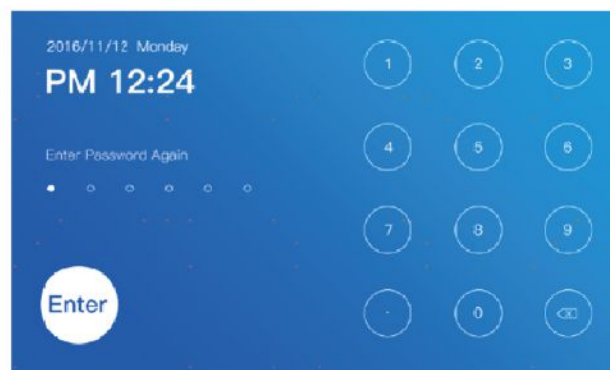 2016/11/12 Monday
PM 12:24
Enter Password Again
Enter
1 2 3
4 5 6
7 8 9
· 0